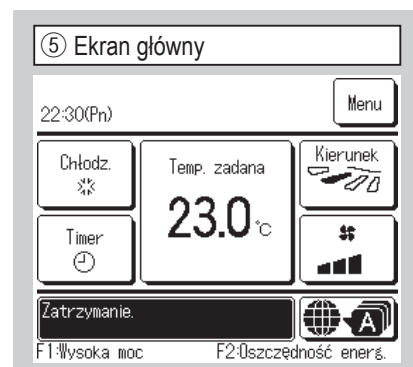 ⑤ Ekran główny
22:30(Pn)
Menu
Chłodz.
Temp. zadana
Kierunek
23.0 °C
Timer
Zatrzymanie.
A
F1:Wysoka moc
F2:Oszczędność energ.